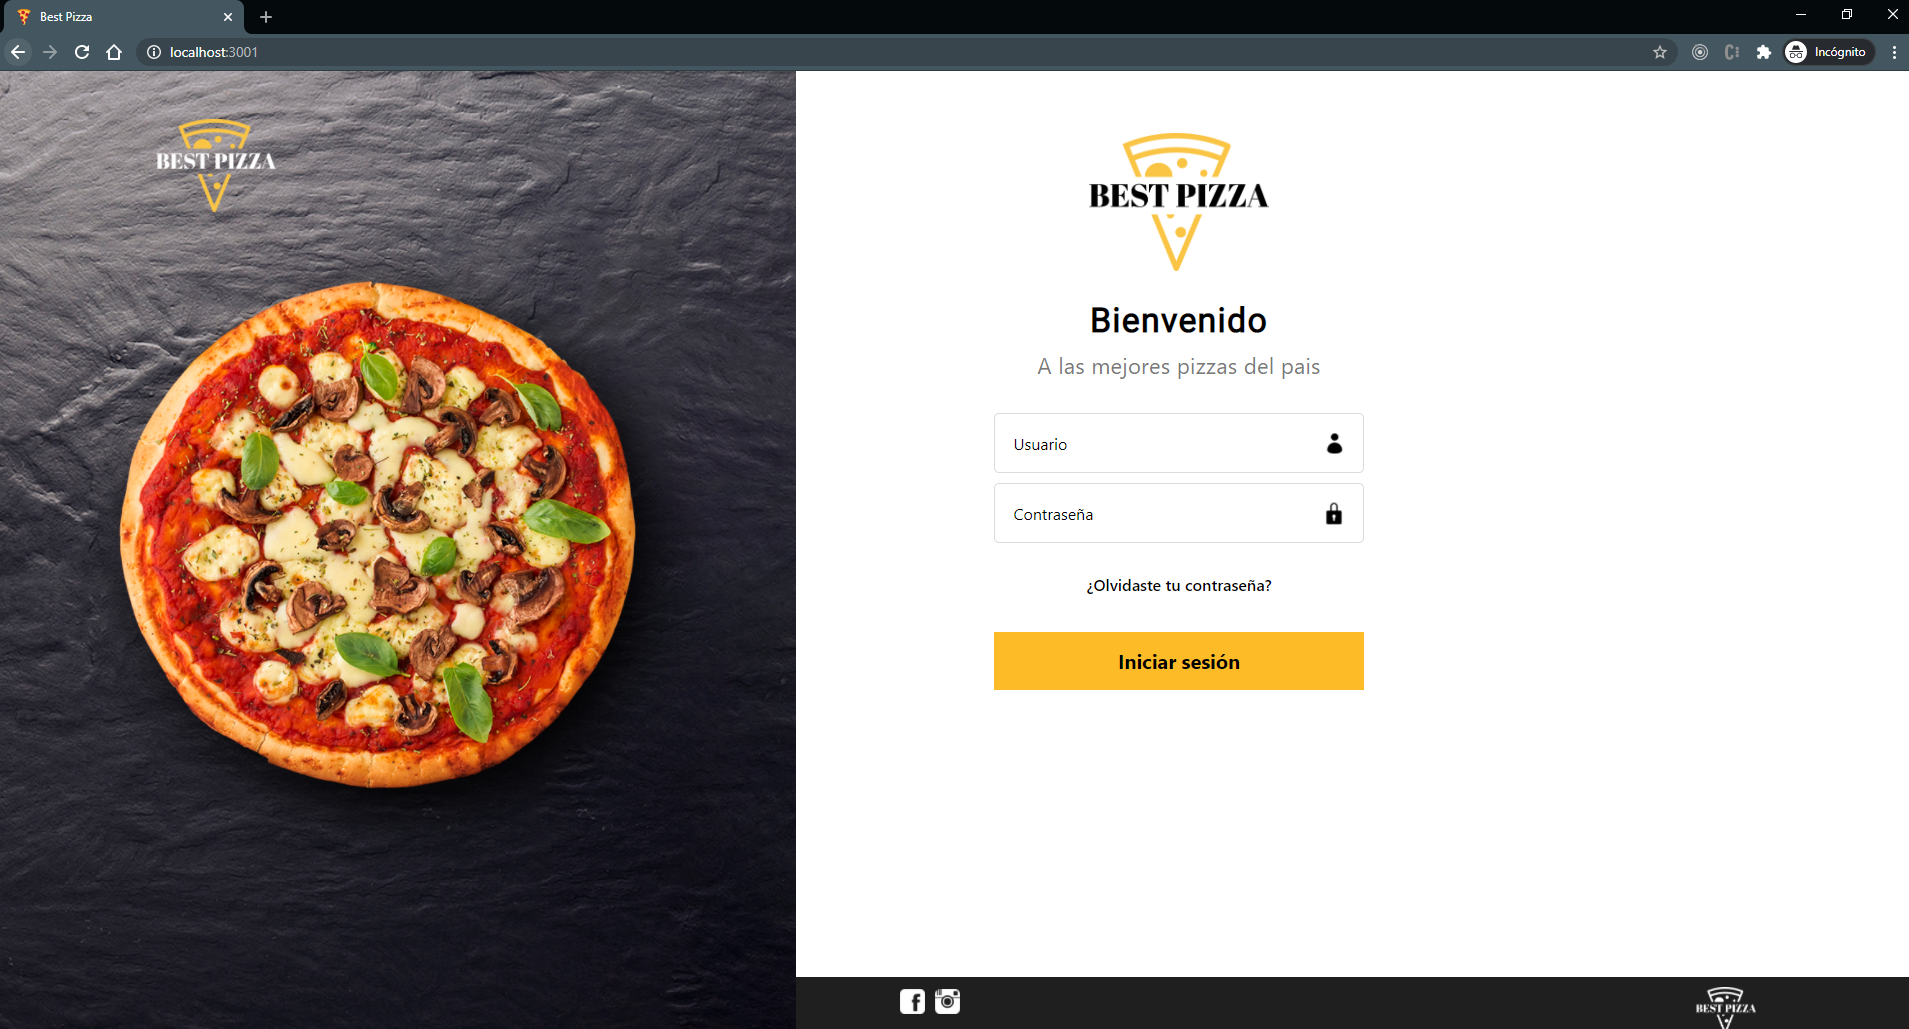 Best Pizza
localhost:3001
Incógnito
BEST PIZZA
BEST PIZZA
Bienvenido
A las mejores pizzas del pais
Usuario
Contraseña
¿Olvidaste tu contraseña?
Iniciar sesión
BEST PIZZA